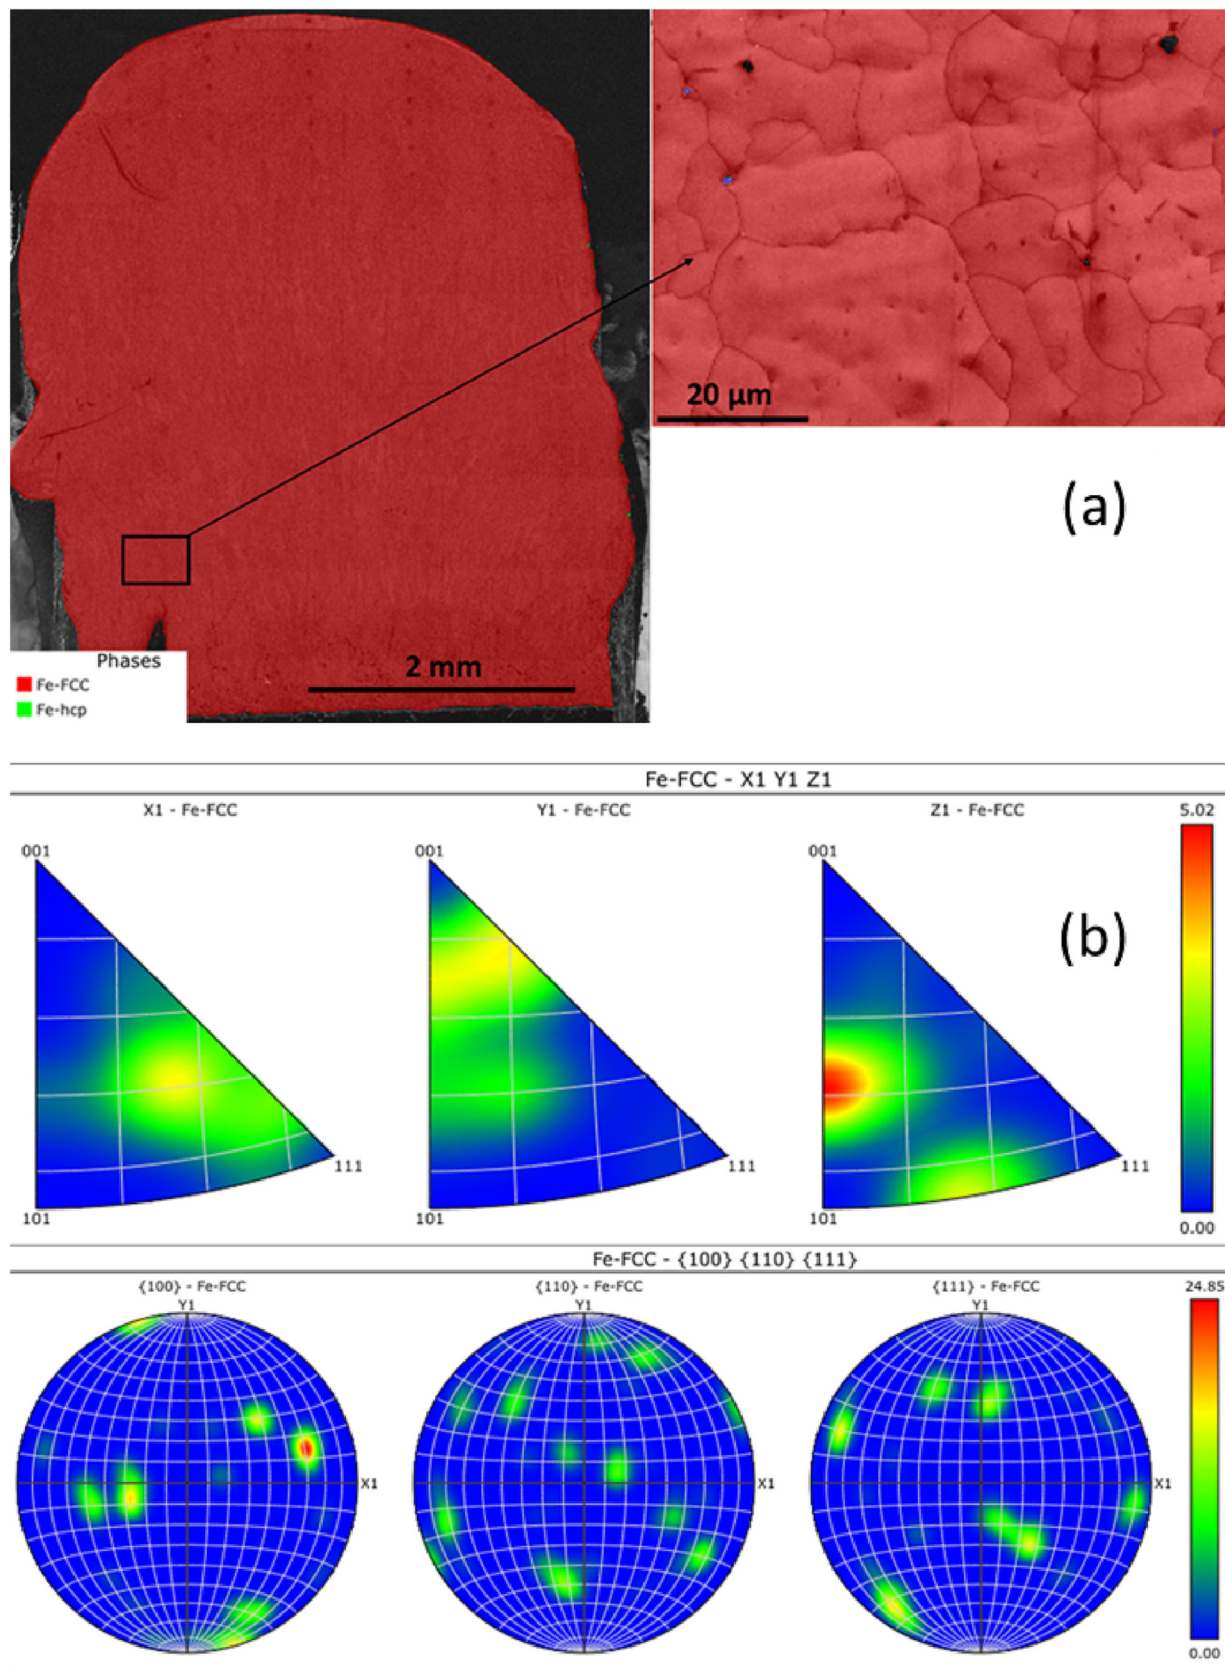 20 μm
(a)
2 mm
Phases
Fe-FCC
Fe-hcp
Fe-FCC - X1 Y1 Z1
X1 - Fe-FCC
Y1 - Fe-FCC
Z1 - Fe-FCC
5.02
001
001
001
(b)
111
111
111
101
101
101
0.00
Fe-FCC - {100} {110} {111}
{100} - Fe-FCC
{110} - Fe-FCC
{111} - Fe-FCC
24.85
Y1
Y1
Y1
X1
X1
X1
0.00